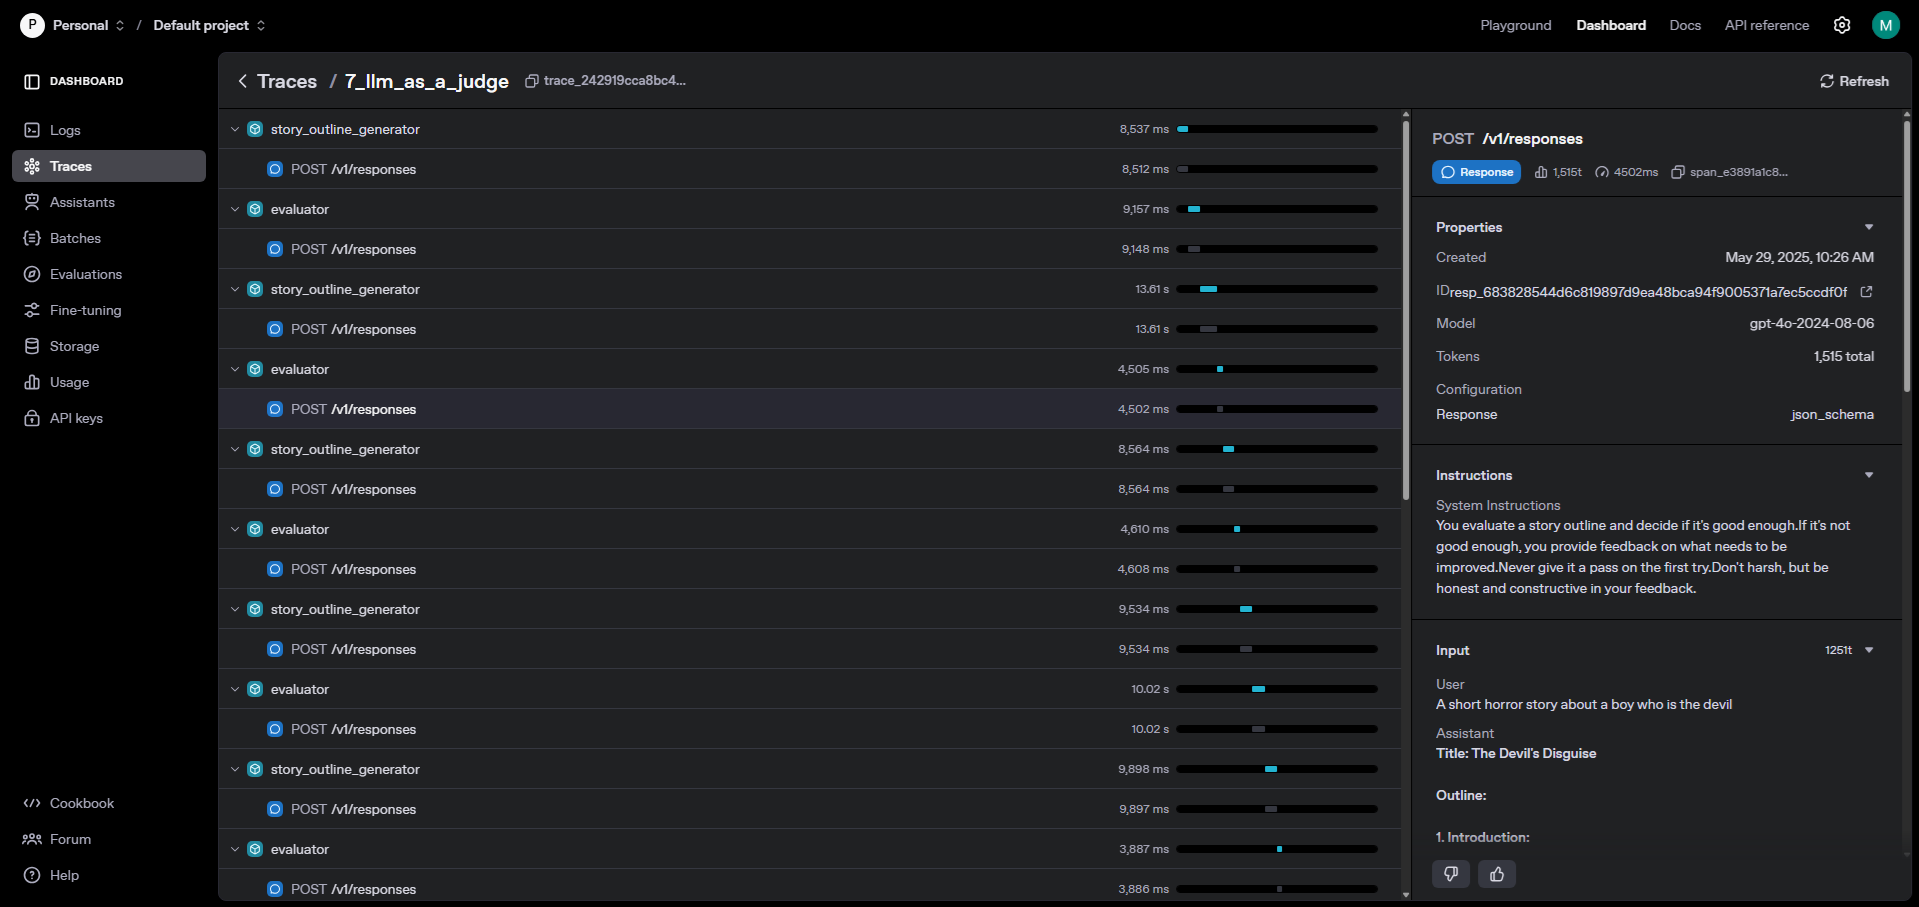 P Personal / Default project
Playground Dashboard Docs API reference M
DASHBOARD
Logs
Traces
Assistants
Batches
Evaluations
Fine-tuning
Storage
Usage
API keys
Cookbook
Forum
Help
Traces / 7_llm_as_a_judge trace_242919cca8bc4...
Refresh
story_outline_generator 8,537 ms
POST /v1/responses 8,512 ms
evaluator 9,157 ms
POST /v1/responses 9,148 ms
story_outline_generator 13.61 s
POST /v1/responses 13.61 s
evaluator 4,505 ms
POST /v1/responses 4,502 ms
story_outline_generator 8,564 ms
POST /v1/responses 8,564 ms
evaluator 4,610 ms
POST /v1/responses 4,608 ms
story_outline_generator 9,534 ms
POST /v1/responses 9,534 ms
evaluator 10.02 s
POST /v1/responses 10.02 s
story_outline_generator 9,898 ms
POST /v1/responses 9,897 ms
evaluator 3,887 ms
POST /v1/responses 3,886 ms
POST /v1/responses
Response 1,515t 4502ms span_e3891a1c8...
Properties
Created May 29, 2025, 10:26 AM
ID resp_683828544d6c819897d9ea48bca94f9005371a7ec5ccdf0f
Model gpt-4o-2024-08-06
Tokens 1,515 total
Configuration
Response json_schema
Instructions
System Instructions
You evaluate a story outline and decide if it's good enough.If it's not
good enough, you provide feedback on what needs to be
improved.Never give it a pass on the first try.Don't harsh, but be
honest and constructive in your feedback.
Input 1251t
User
A short horror story about a boy who is the devil
Assistant
Title: The Devil's Disguise
Outline:
1. Introduction: